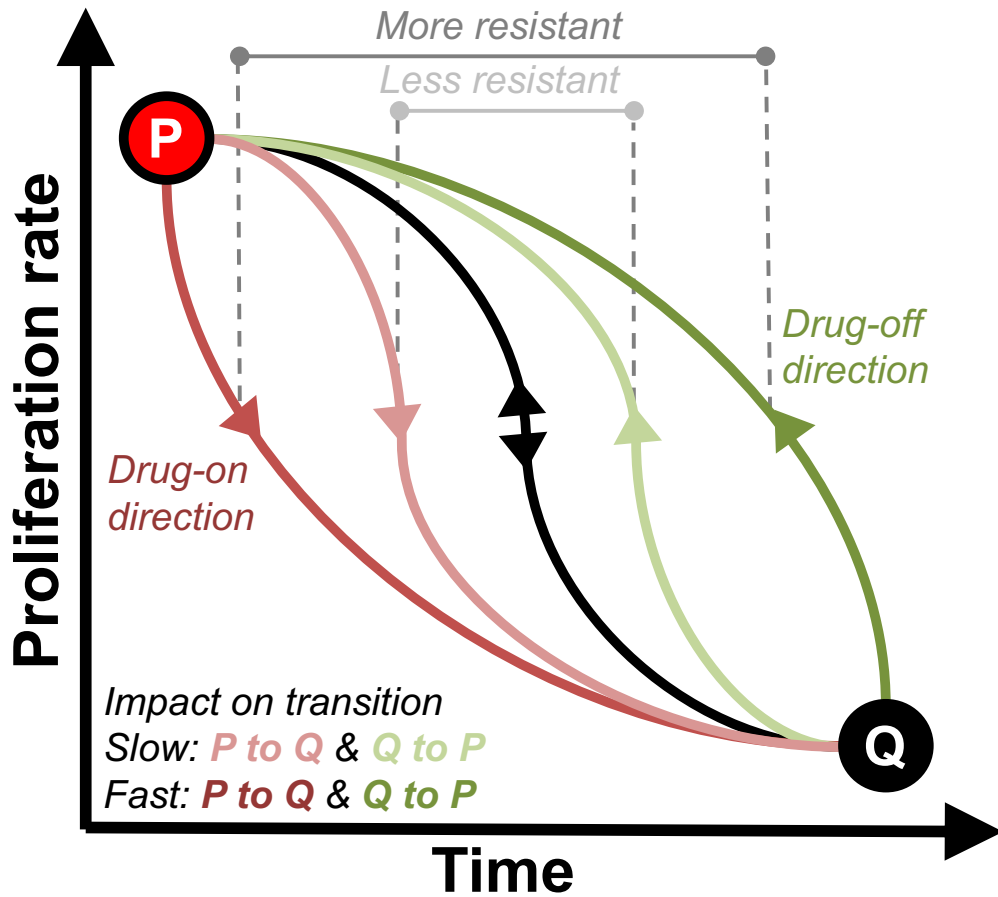 More resistant
Less resistant
P
Proliferation rate
Drug-off
direction
Drug-on
direction
Impact on transition
Slow: P to Q & Q to P
Fast: P to Q & Q to P
Q
Time